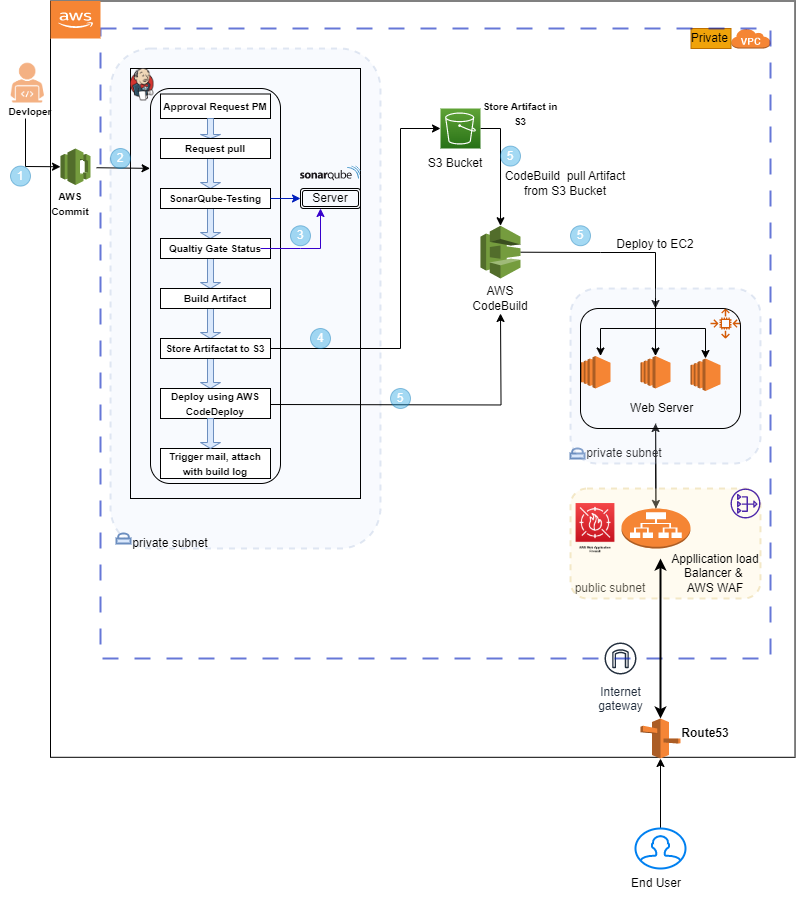 aws
Private
VPC
Devloper
1
AWS
Commit
2
Approval Request PM
Request pull
SonarQube-Testing
Qualtiy Gate Status
Build Artifact
Store Artifactat to S3
Deploy using AWS
CodeDeploy
Trigger mail, attach
with build log
sonarqube
Server
3
4
5
private subnet
S3 Bucket
Store Artifact in
S3
5
CodeBuild pull Artifact
from S3 Bucket
AWS
CodeBuild
5
Deploy to EC2
Web Server
private subnet
AWS Web Application
Firewall
Appllication load
Balancer &
AWS WAF
public subnet
Internet
gateway
Route53
End User